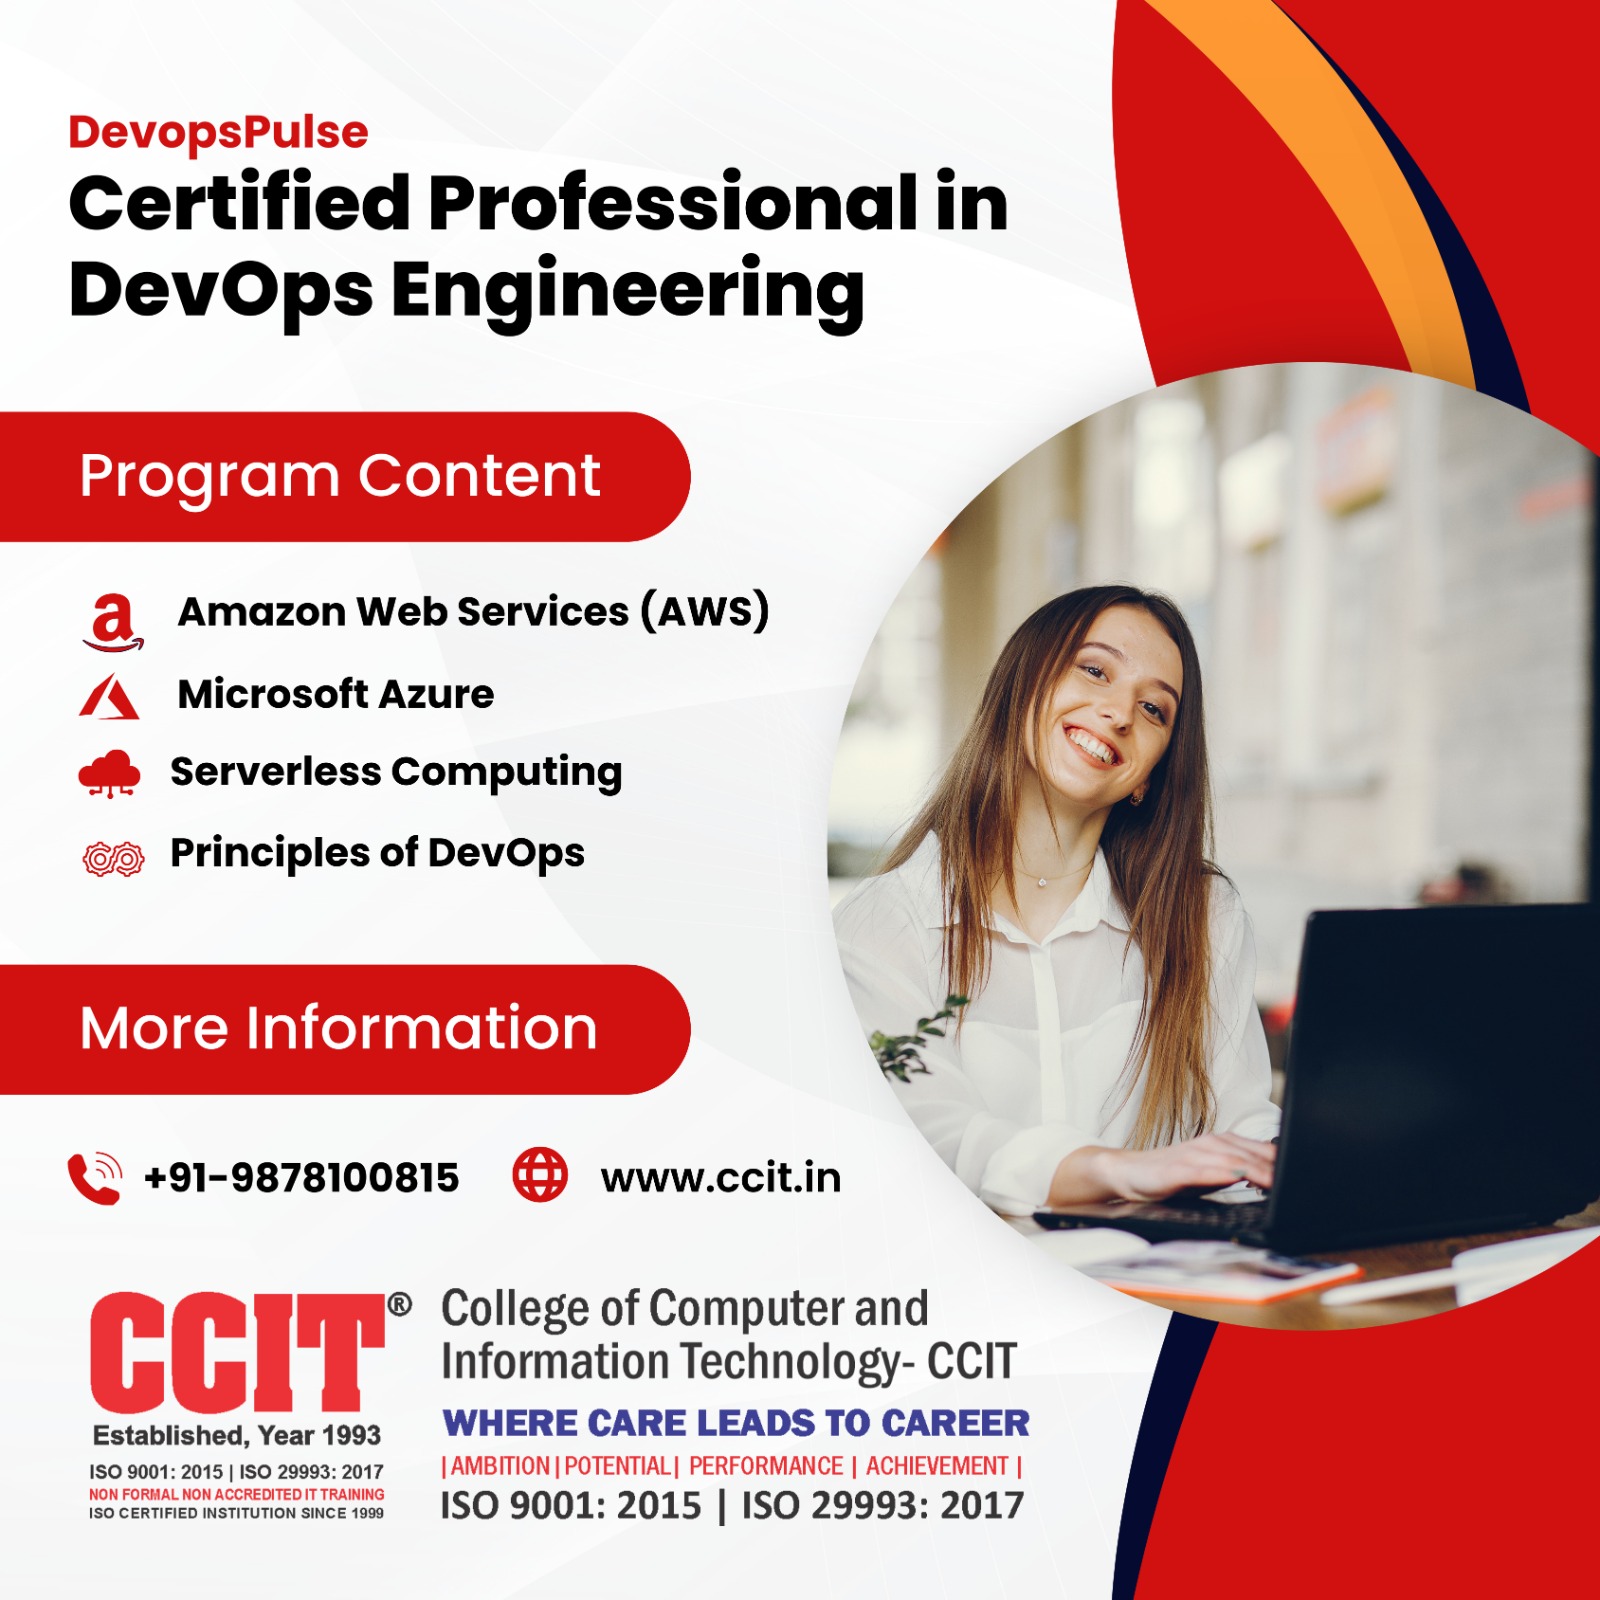 DevopsPulse
Certified Professional in
DevOps Engineering
Program Content
Amazon Web Services (AWS)
Microsoft Azure
Serverless Computing
Principles of DevOps
More Information
+91-9878100815
www.ccit.in
CCIT®
Established, Year 1993
ISO 9001: 2015 | ISO 29993: 2017
NON FORMAL NON ACCREDITED IT TRAINING
ISO CERTIFIED INSTITUTION SINCE 1999
College of Computer and
Information Technology- CCIT
WHERE CARE LEADS TO CAREER
| AMBITION | POTENTIAL | PERFORMANCE | ACHIEVEMENT |
ISO 9001: 2015 | ISO 29993: 2017